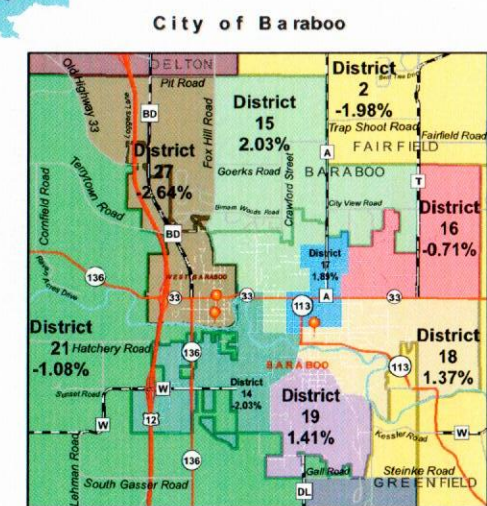 City of Baraboo
DELTON
Pit Road
Old Highway 33
BD
Fox Hill Road
District
2
-1.98%
District
15
2.03%
Trap Shoot Road
Fairfield Road
FAIRFIELD
A
District
27
-2.64%
Goerks Road
BARABOO
T
Crawford Street
Terrytown Road
Cornfield Road
City View Road
District
16
-0.71%
BD
District
17
1.89%
WEST BARABOO
136
33
33
113
A
33
District
21
-1.08%
Hatchery Road
136
BARABOO
113
District
18
1.37%
Sunset Road
W
W
12
District
14
-2.03%
District
19
1.41%
Kessler Road
W
Lehman Road
136
South Gasser Road
Gall Road
DL
Steinke Road
GREENFIELD